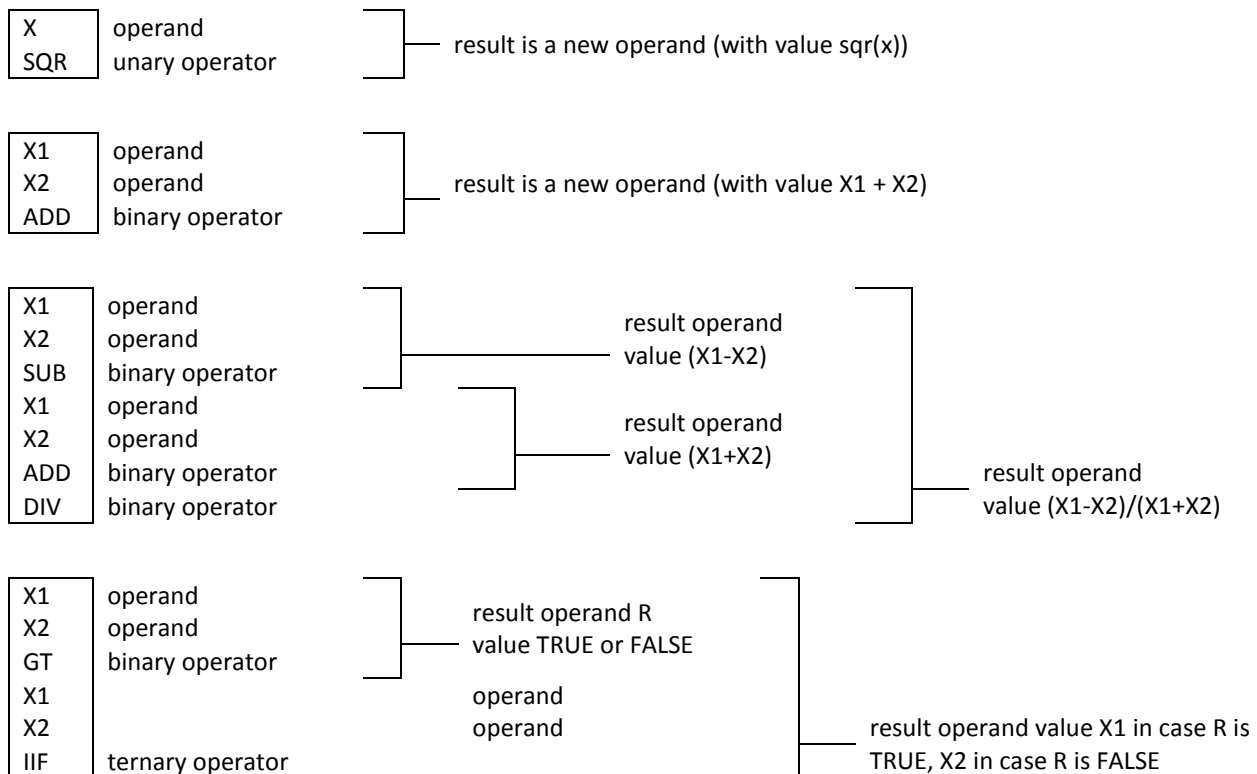 X operand
SQR unary operator
result is a new operand (with value sqr(x))
X1 operand
X2 operand
ADD binary operator
result is a new operand (with value X1 + X2)
X1 operand
X2 operand
SUB binary operator
X1 operand
X2 operand
ADD binary operator
DIV binary operator
result operand
value (X1-X2)
result operand
value (X1+X2)
result operand
value (X1-X2)/(X1+X2)
X1 operand
X2 operand
GT binary operator
X1
X2
IIF ternary operator
result operand R
value TRUE or FALSE
operand
operand
result operand value X1 in case R is
TRUE, X2 in case R is FALSE